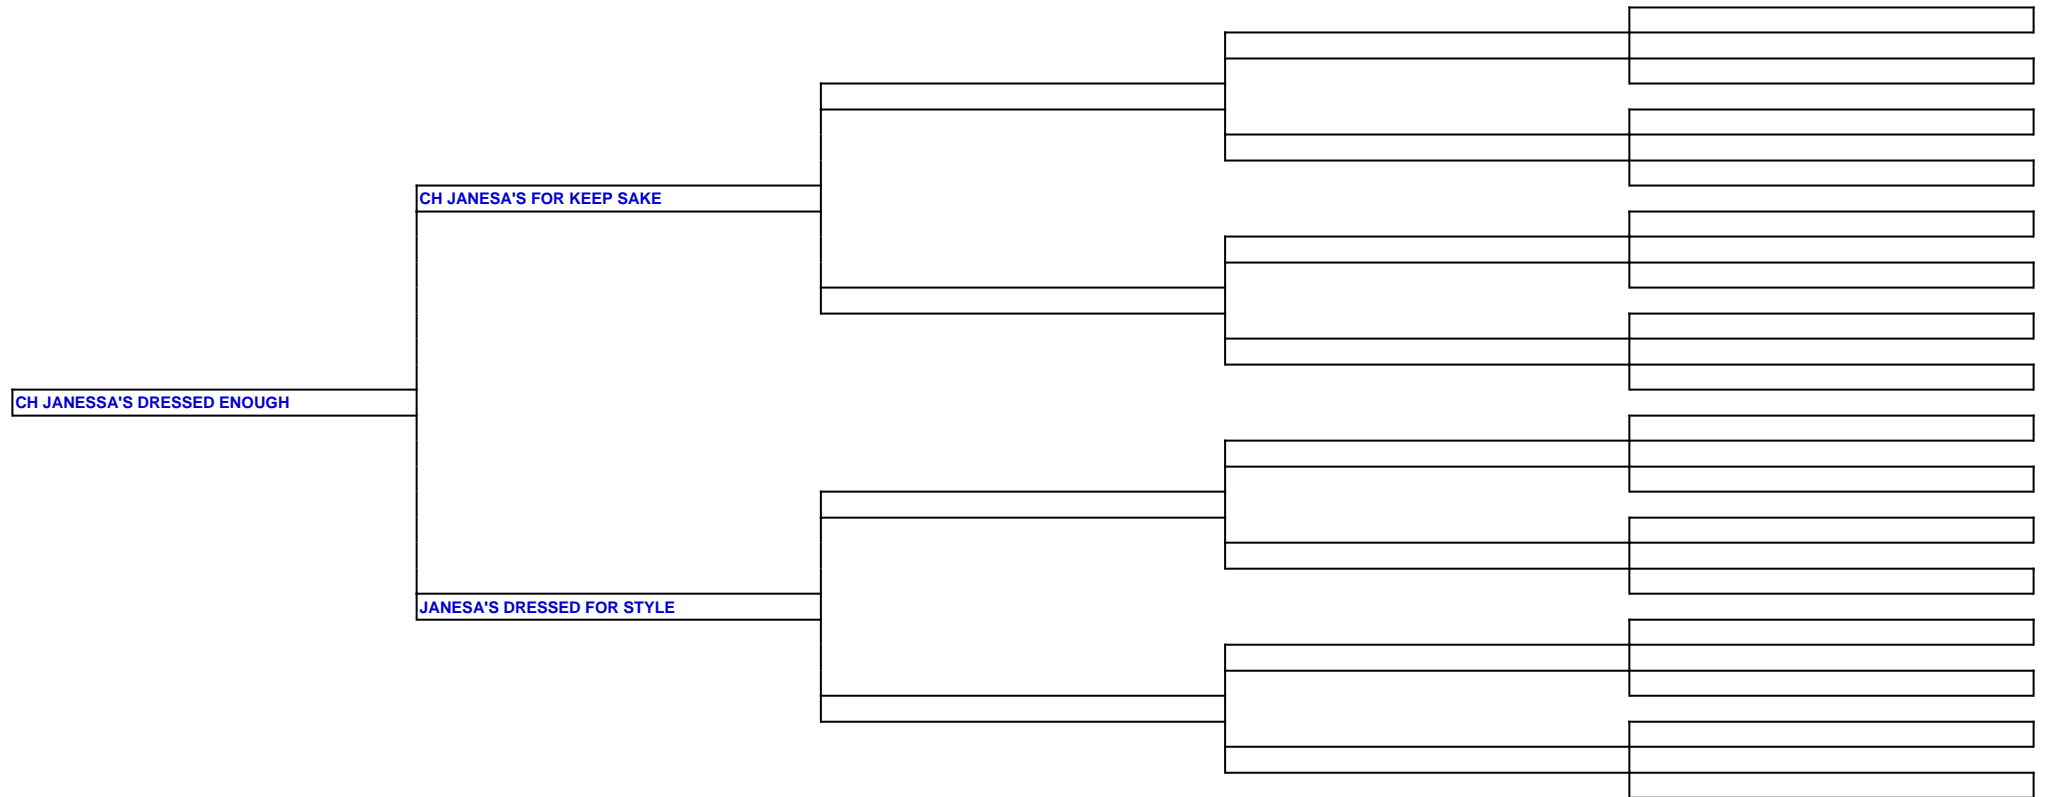 CH JANESA'S FOR KEEP SAKE
CH JANESSA'S DRESSED ENOUGH
JANESA'S DRESSED FOR STYLE